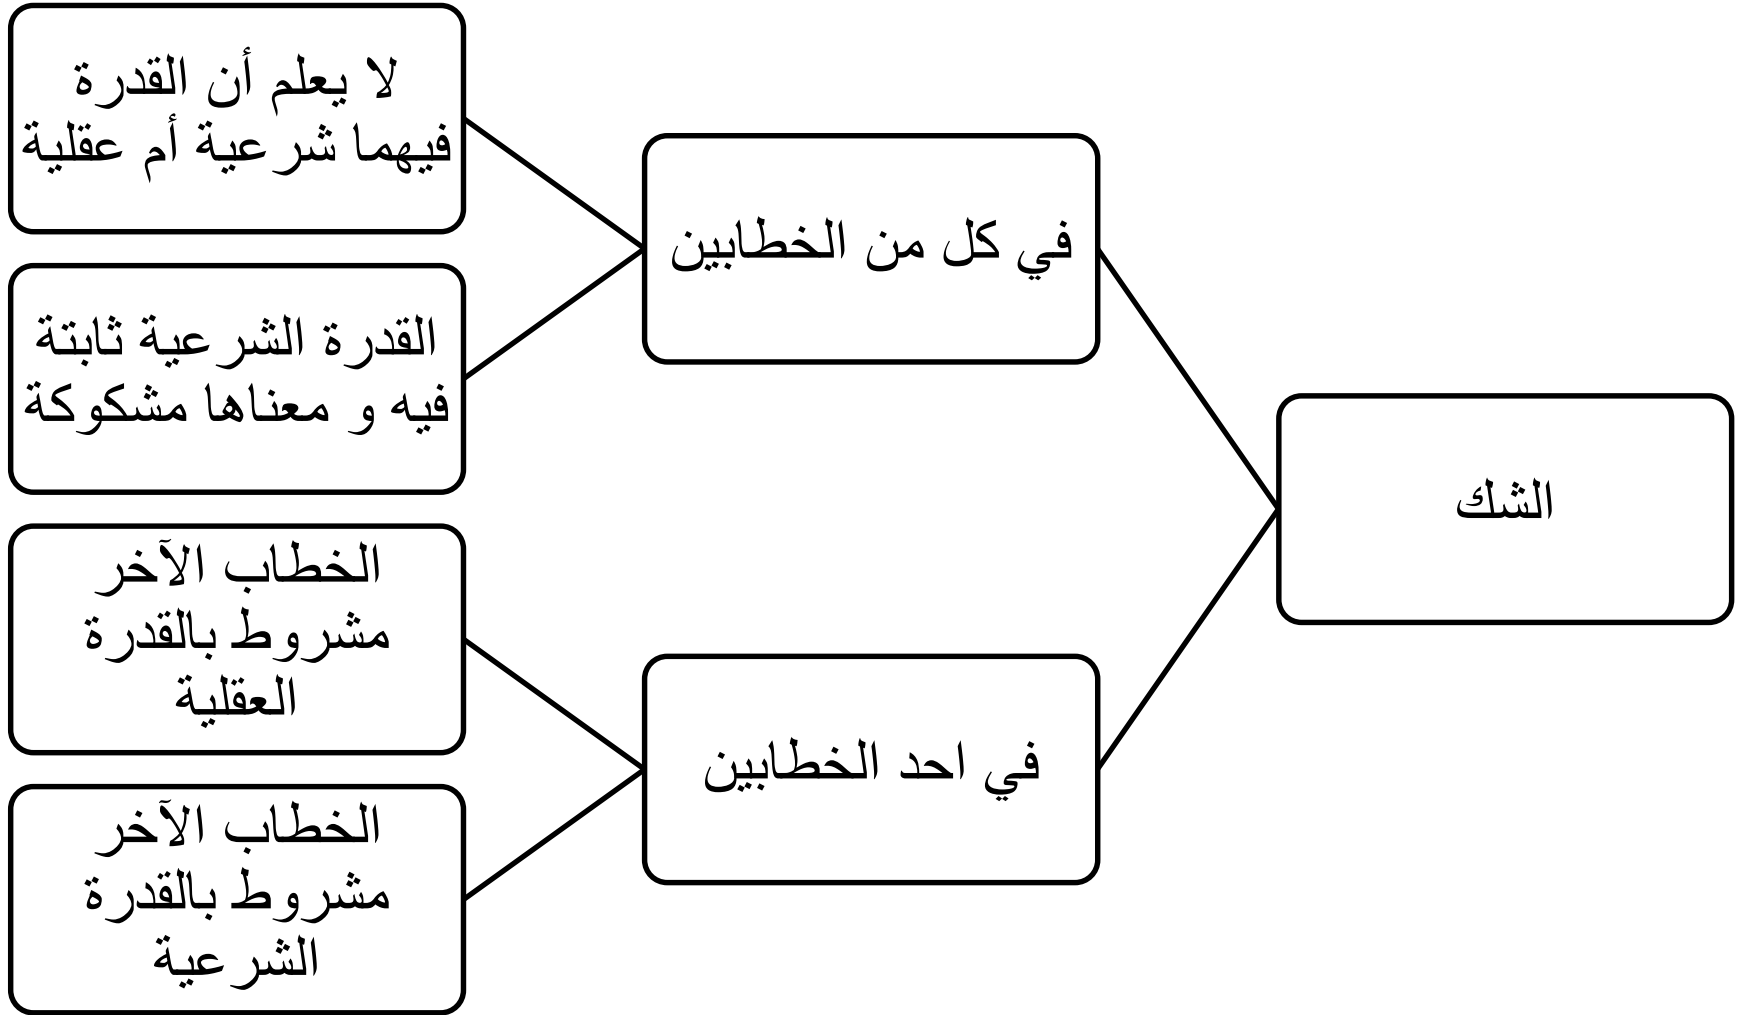 الشك
في كل من الخطابين
لا يعلم أن القدرة
فيهما شرعية أم عقلية
القدرة الشرعية ثابتة
فيه و معناها مشكوكة
في احد الخطابين
الخطاب الآخر
مشروط بالقدرة
العقلية
الخطاب الآخر
مشروط بالقدرة
الشرعية